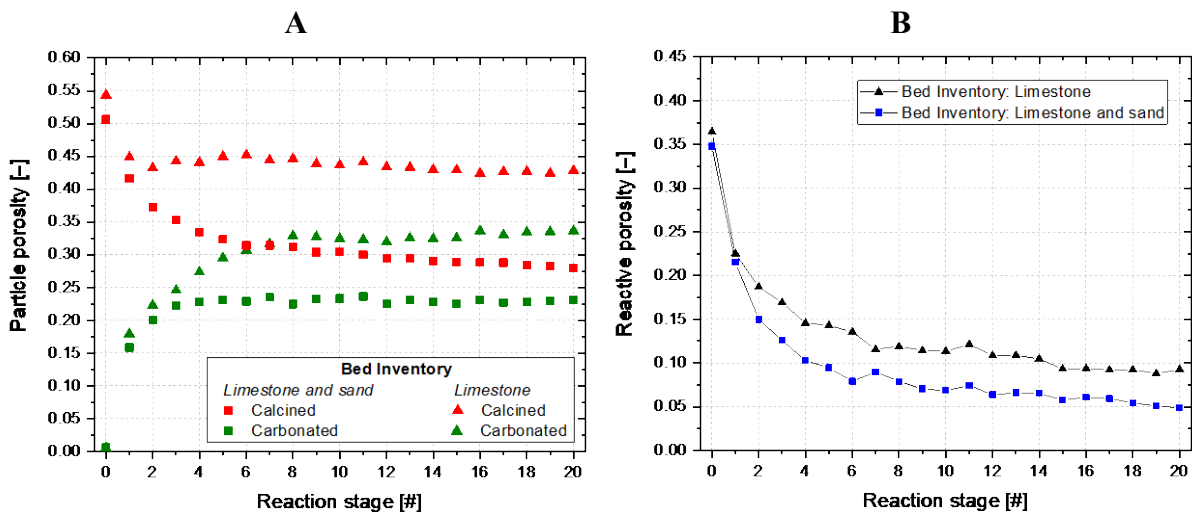 A
0.60
0.55
0.50
0.45
0.40
0.35
0.30
0.25
0.20
0.15
0.10
0.05
0.00
Particle porosity [–]
Bed Inventory
Limestone and sand Limestone
Calcined Calcined
Carbonated Carbonated
0 2 4 6 8 10 12 14 16 18 20
Reaction stage [#]
B
0.45
0.40
0.35
0.30
0.25
0.20
0.15
0.10
0.05
0.00
Reactive porosity [–]
Bed Inventory: Limestone
Bed Inventory: Limestone and sand
0 2 4 6 8 10 12 14 16 18 20
Reaction stage [#]